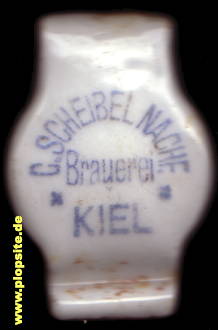 C. SCHEIBEL NACHF.
Brauerei
KIEL
www.plopsite.de